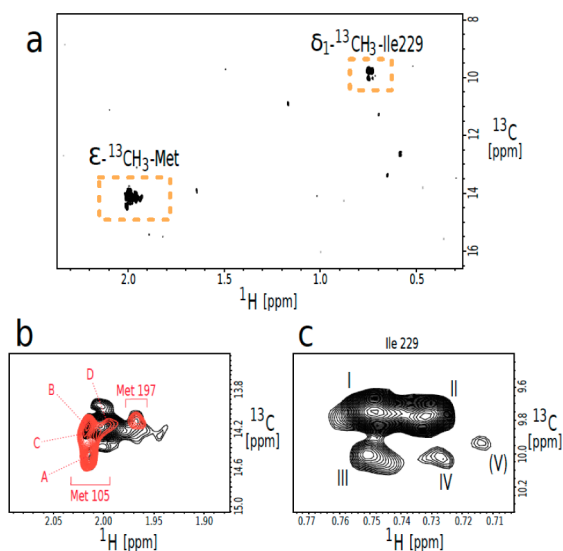 a
δ1-13CH3-Ile229
ε-13CH3-Met
8
10
12
14
16
13C
[ppm]
2.0
1.5
1.0
0.5
1H [ppm]
b
D
B
C
A
Met 197
Met 105
13.8
14.2
14.6
15.0
13C
[ppm]
2.05
2.00
1.95
1.90
1H [ppm]
c
Ile 229
I
II
III
IV
(V)
9.6
9.8
10.0
10.2
13C
[ppm]
0.77
0.76
0.75
0.74
0.73
0.72
0.71
1H [ppm]